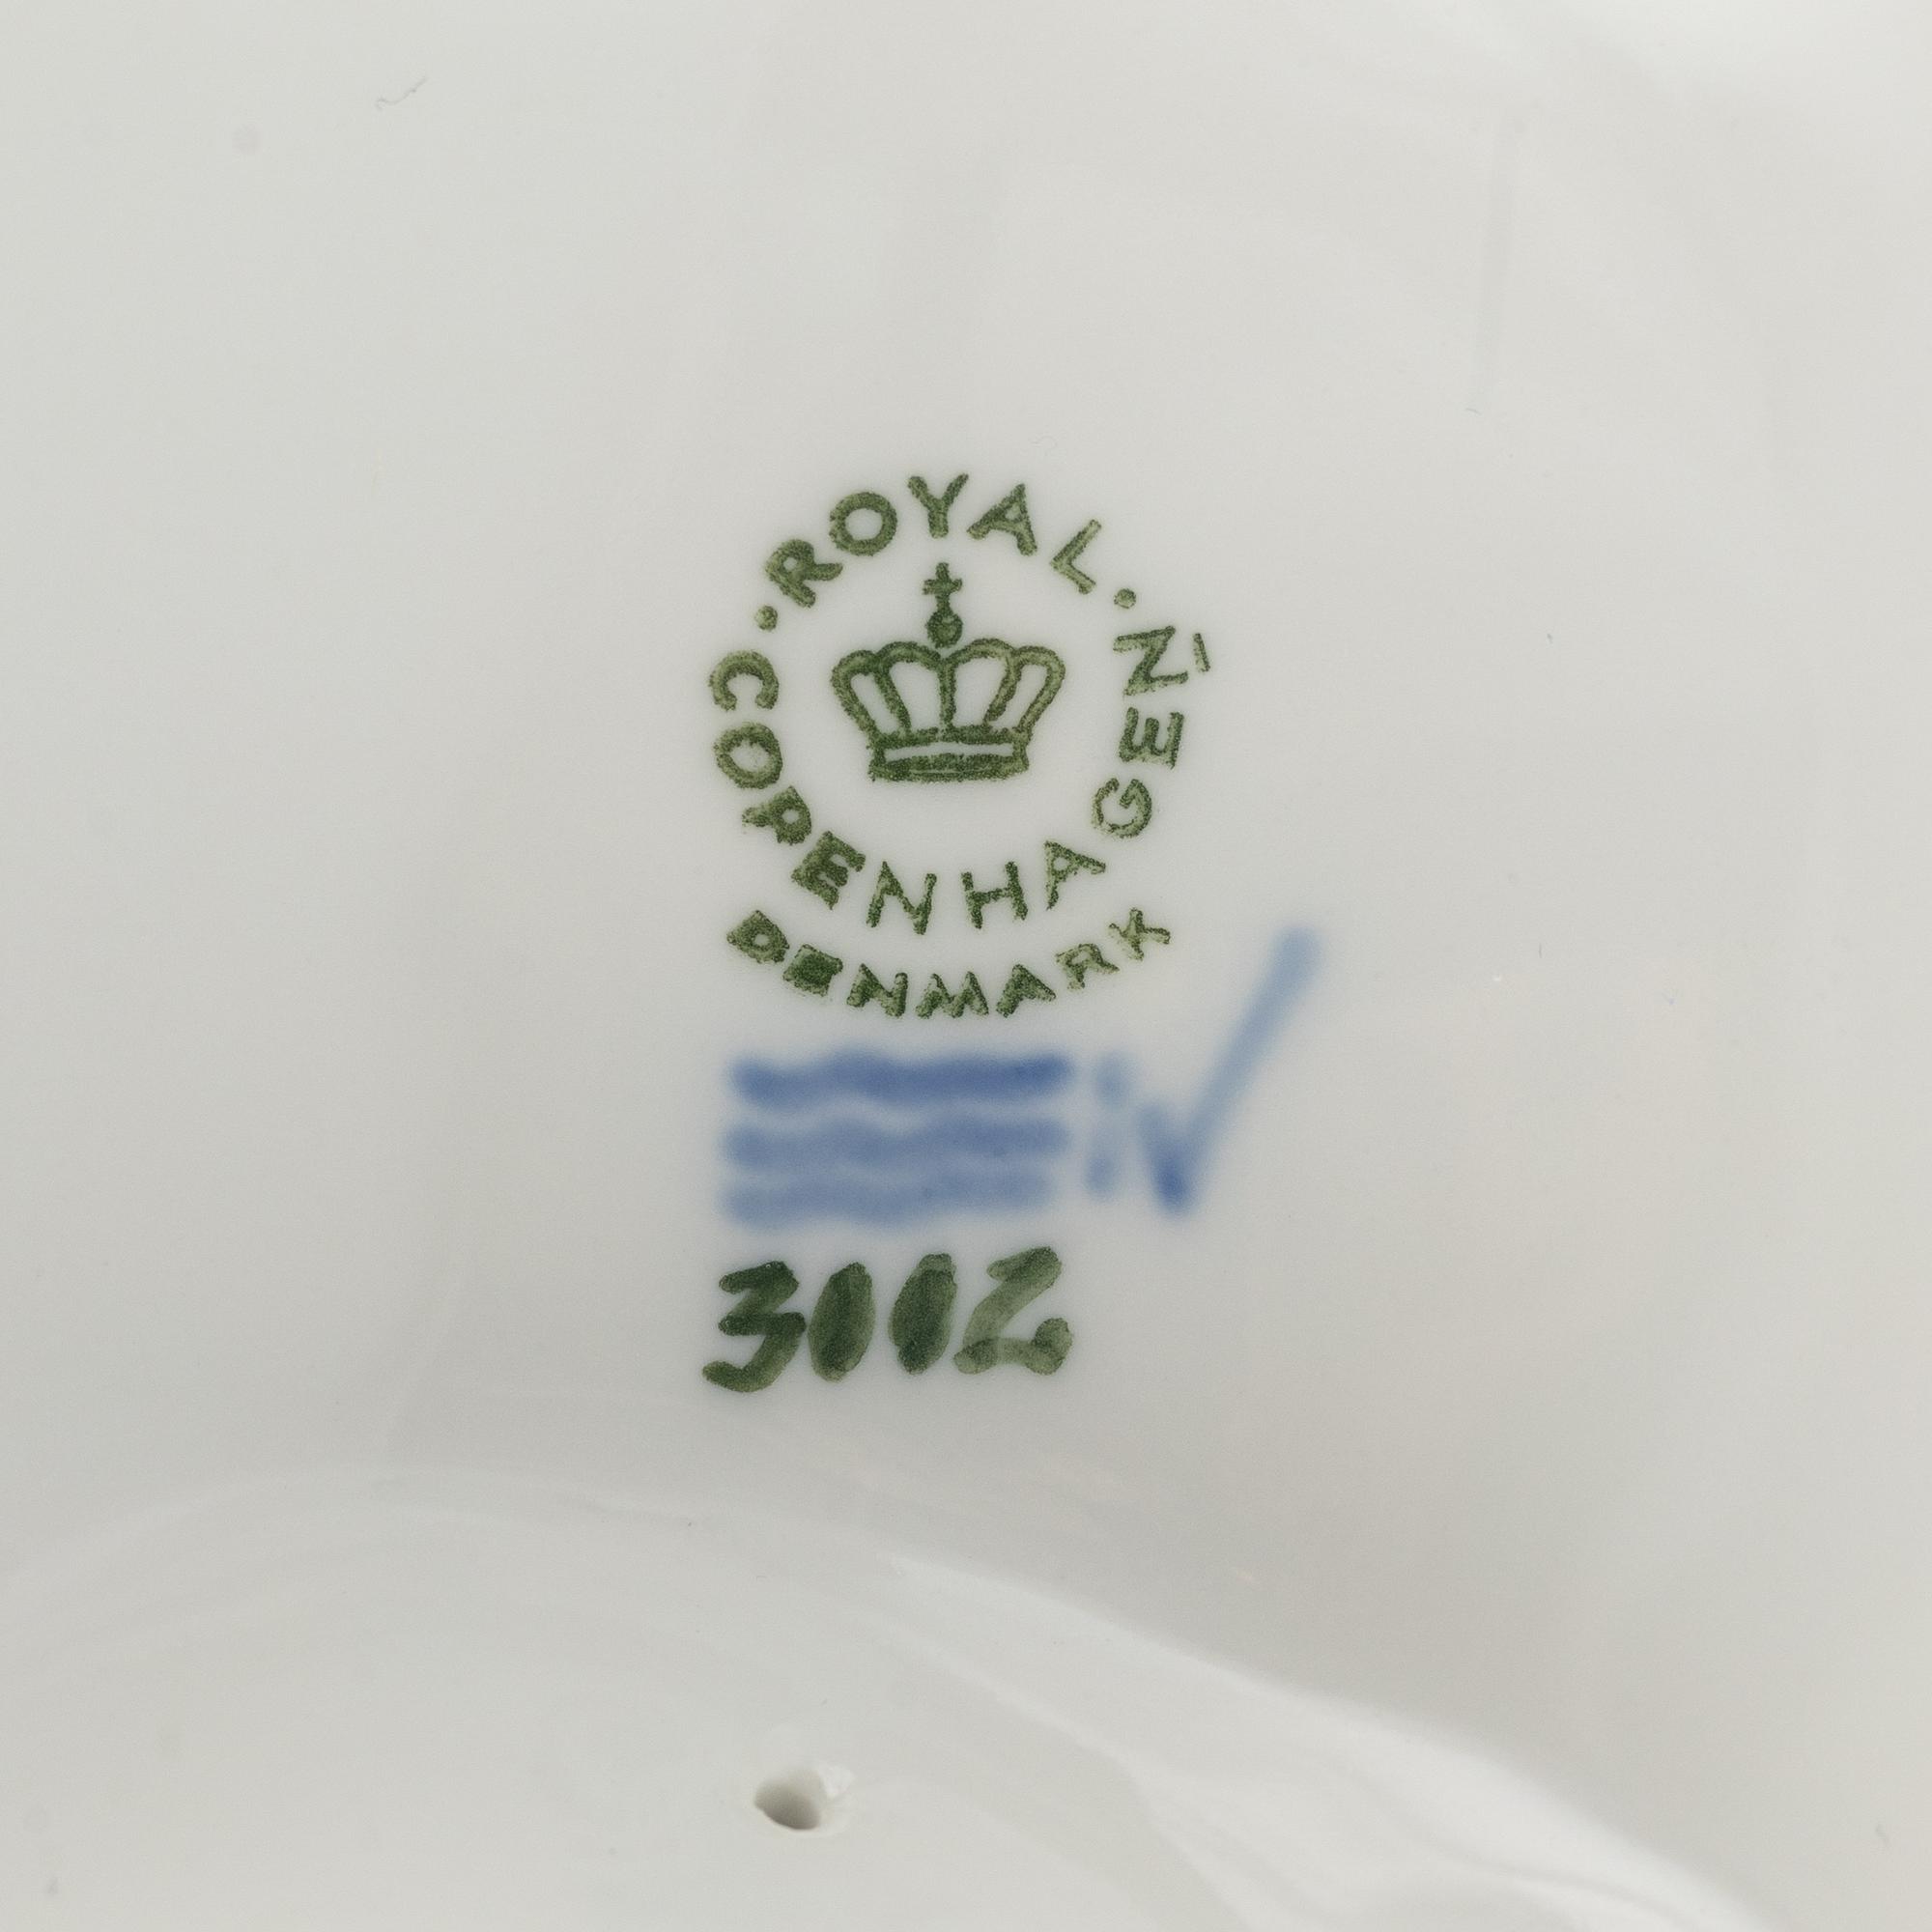 ·ROYAL·
COPENHAGEN
DENMARK
3002